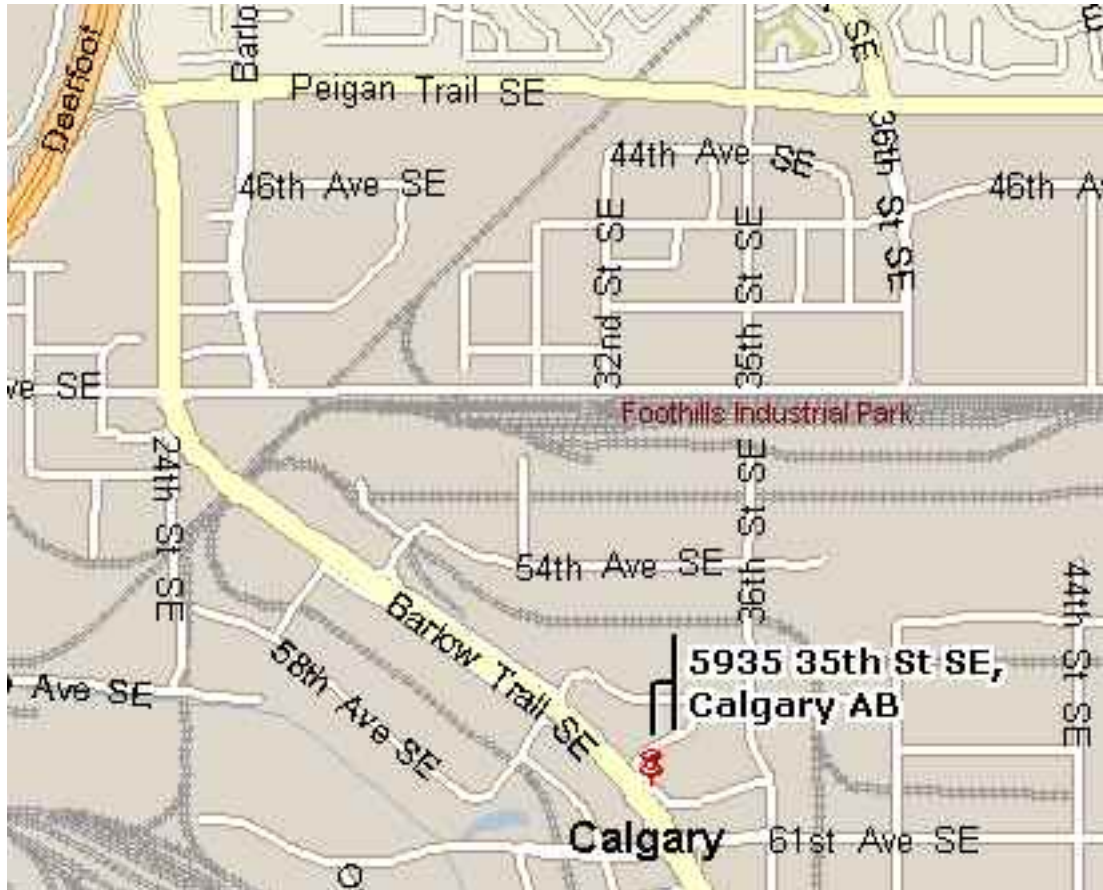 Deerfoot
Barlo
SE
Peigan Trail SE
36th St SE
44th Ave SE
46th Ave SE
46th Av
32nd St SE
35th St SE
ve SE
Foothills Industrial Park
24th St SE
36th St SE
54th Ave SE
44th St SE
Barlow Trail SE
58th Ave SE
5935 35th St SE,
Calgary AB
Ave SE
Calgary
61st Ave SE